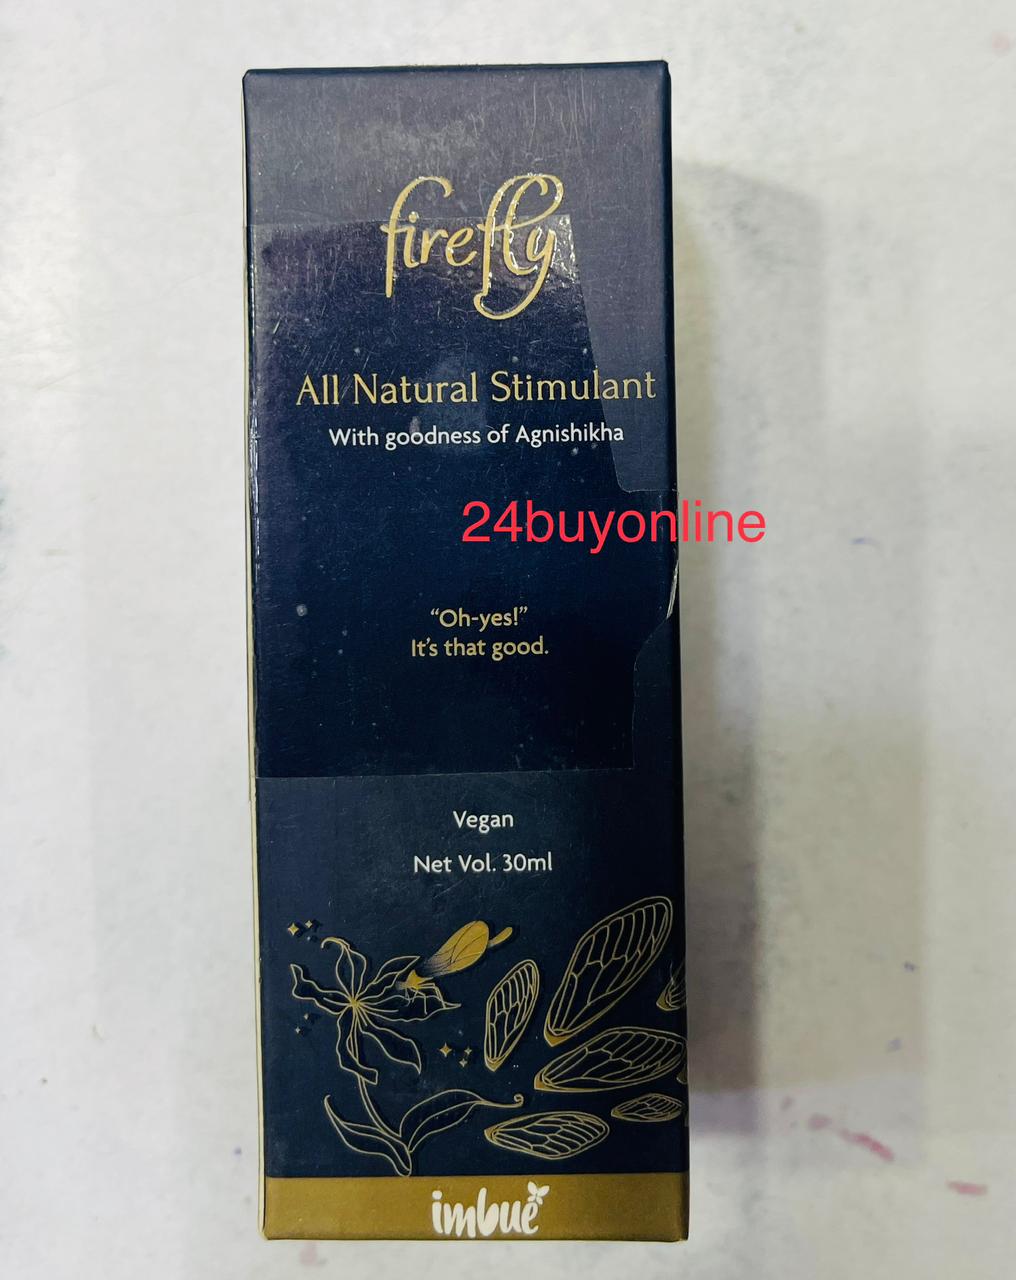 firefly
All Natural Stimulant
With goodness of Agnishikha
24buyonline
“Oh-yes!”
It’s that good.
Vegan
Net Vol. 30ml
imbue